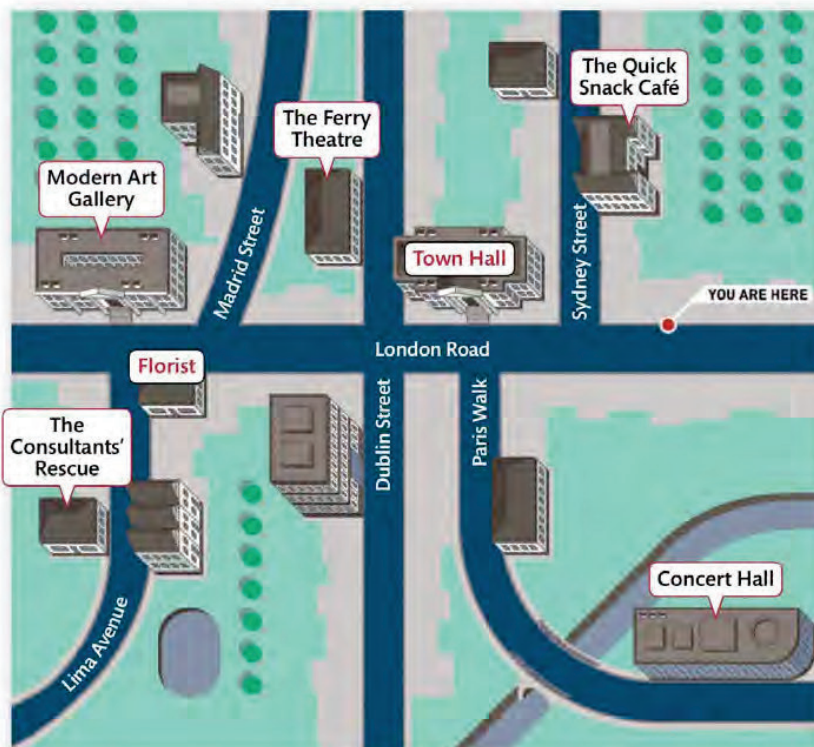 The Quick
Snack Café
The Ferry
Theatre
Modern Art
Gallery
Madrid Street
Town Hall
Sydney Street
YOU ARE HERE
London Road
Florist
The
Consultants'
Rescue
Dublin Street
Paris Walk
Concert Hall
Lima Avenue